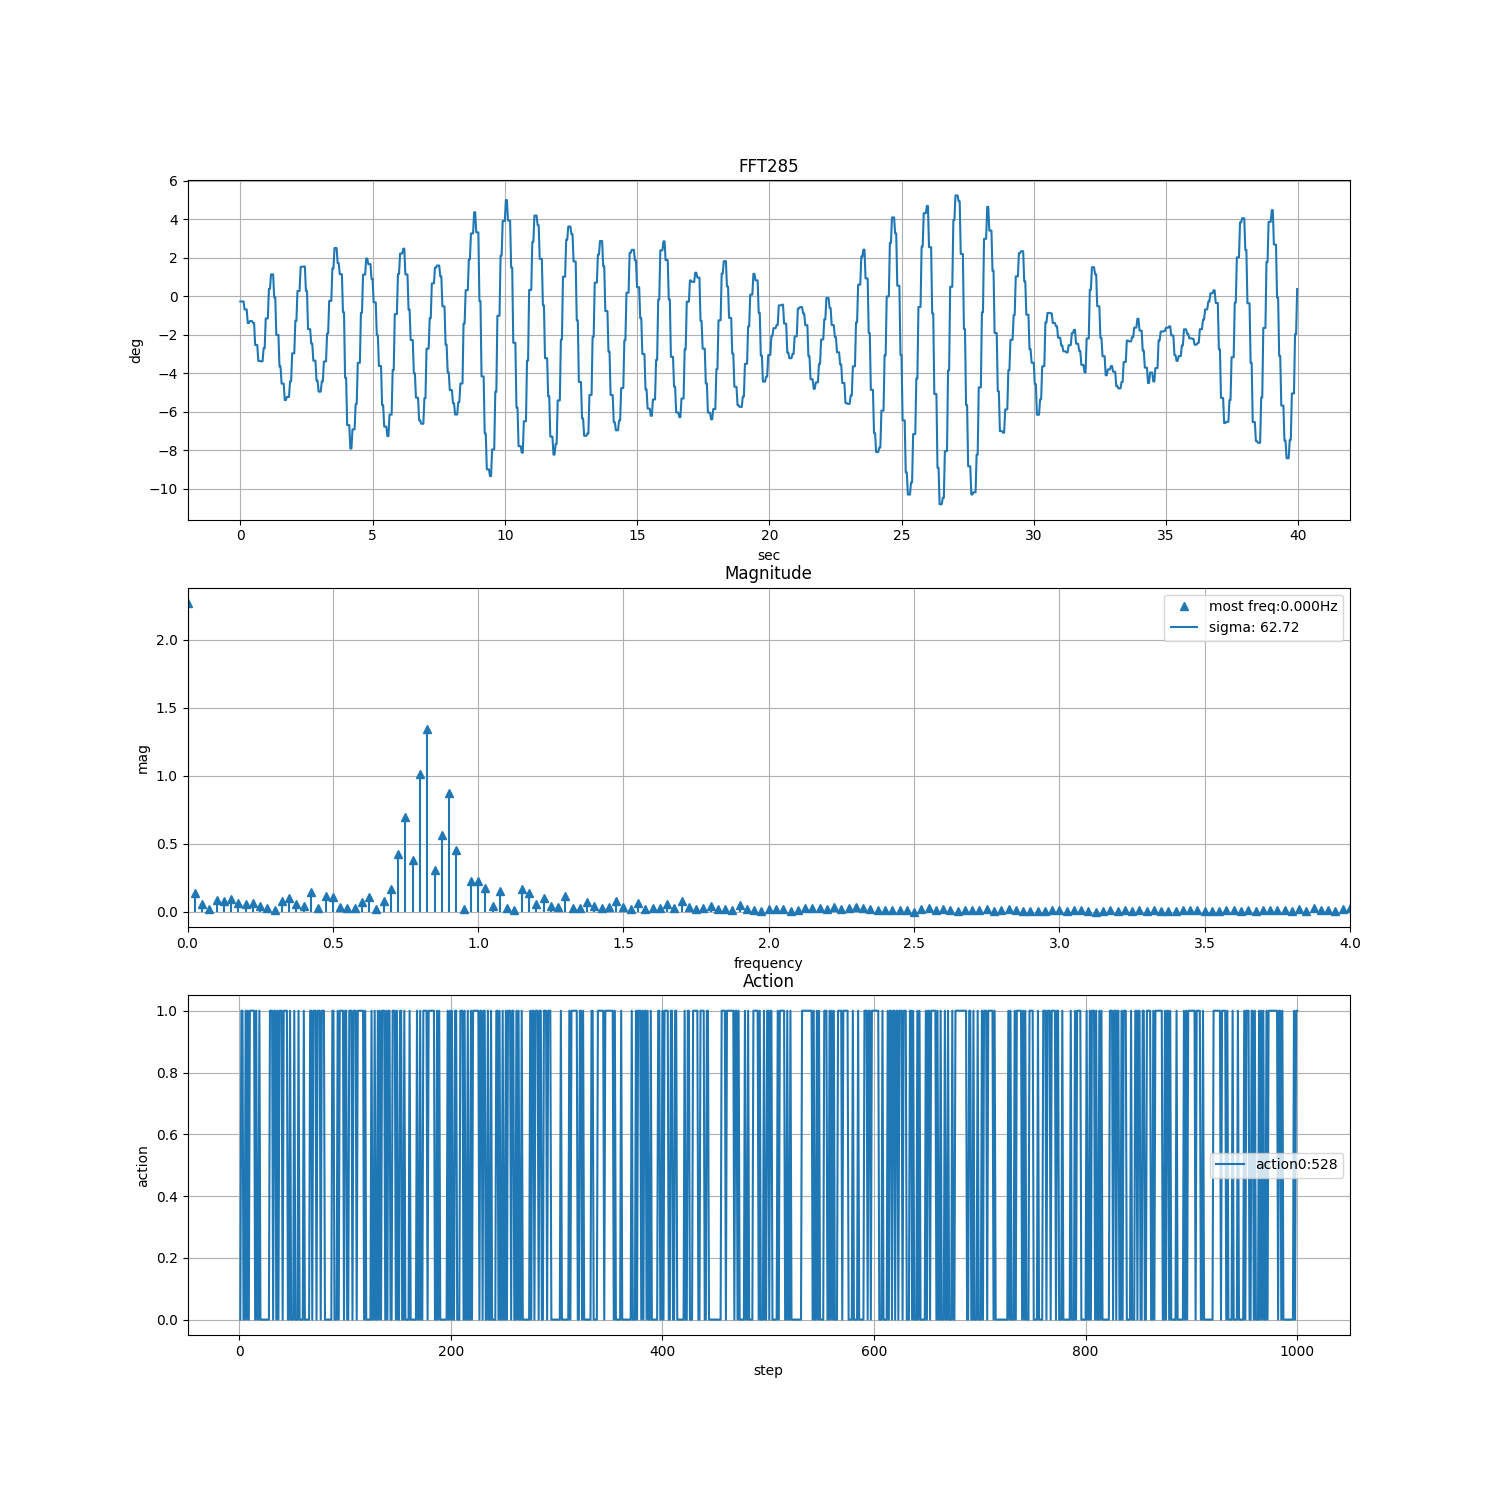 FFT285
6
4
2
0
−2
−4
−6
−8
−10
deg
0 5 10 15 20 25 30 35 40
sec
Magnitude
most freq:0.000Hz
sigma: 62.72
2.0
1.5
1.0
0.5
0.0
mag
0.0 0.5 1.0 1.5 2.0 2.5 3.0 3.5 4.0
frequency
Action
1.0
0.8
0.6
0.4
0.2
0.0
action
action0:528
0 200 400 600 800 1000
step